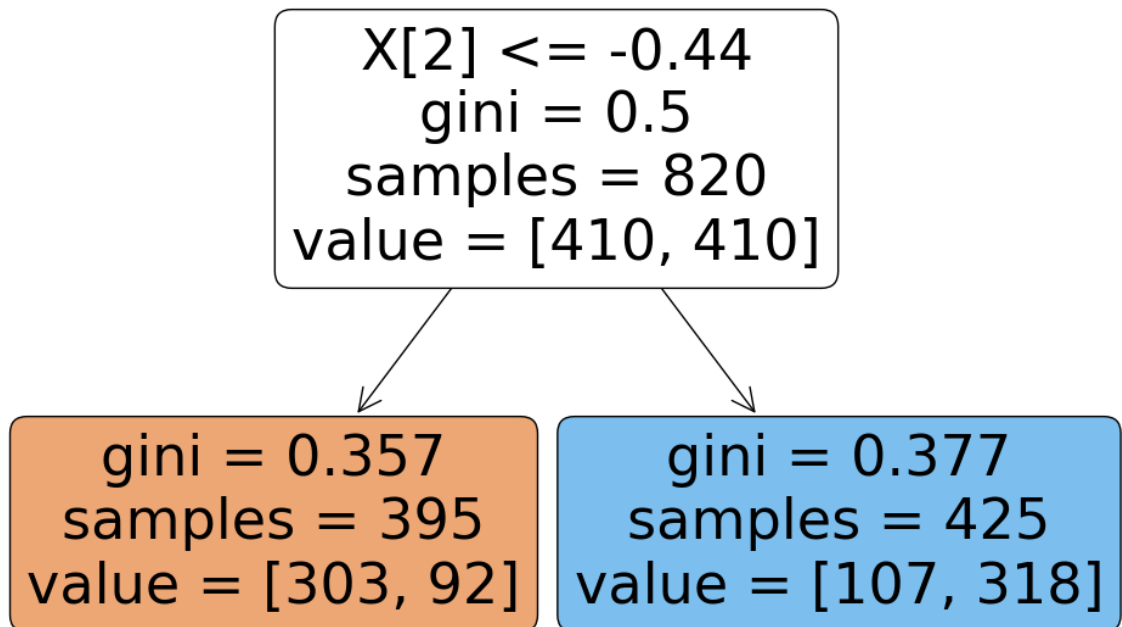 X[2] <= -0.44
gini = 0.5
samples = 820
value = [410, 410]
gini = 0.357
samples = 395
value = [303, 92]
gini = 0.377
samples = 425
value = [107, 318]